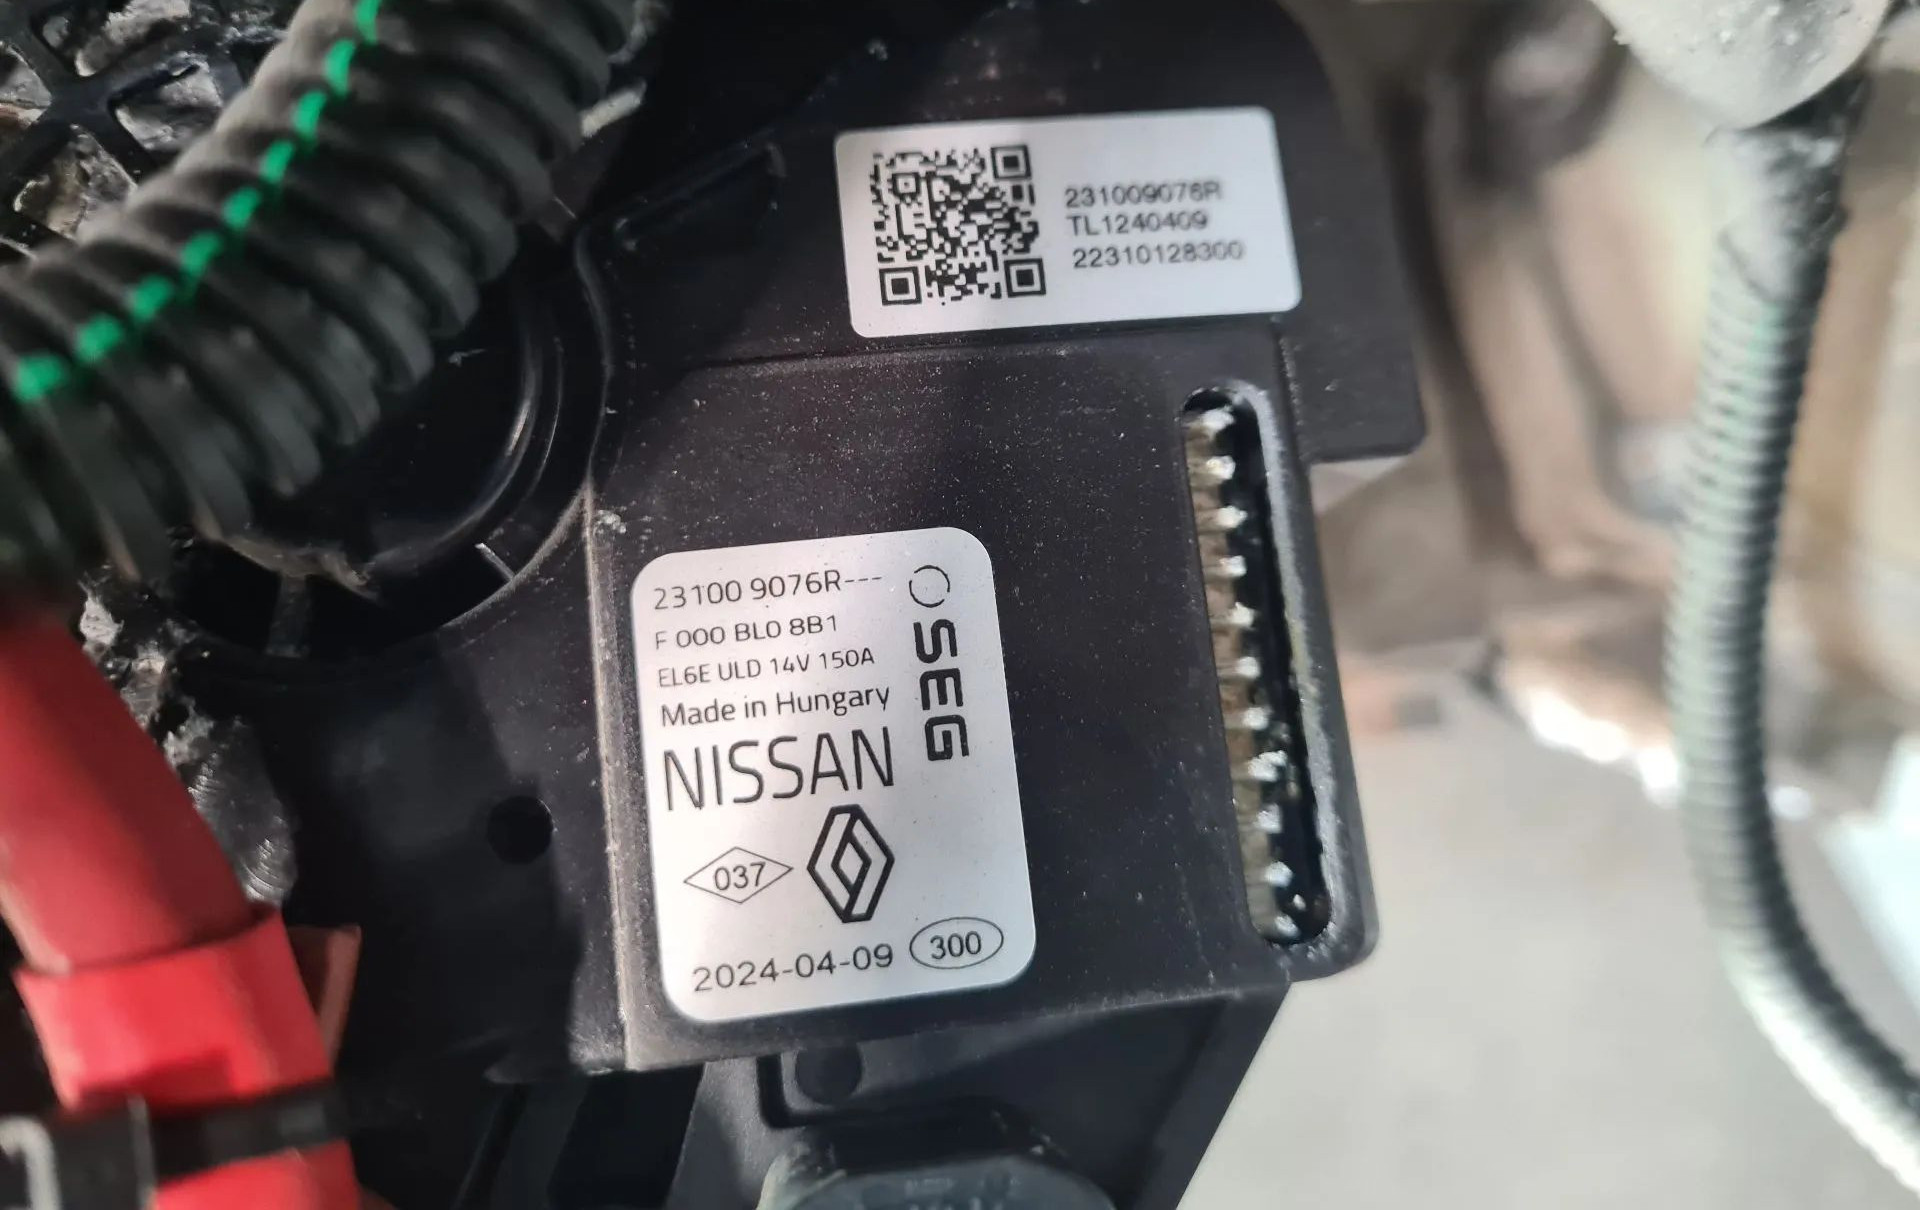 231009076R
TL1240409
22310128300
23100 9076R---
F 000 BL0 8B1
EL6E ULD 14V 150A
Made in Hungary
SEG
NISSAN
037
2024-04-09
300